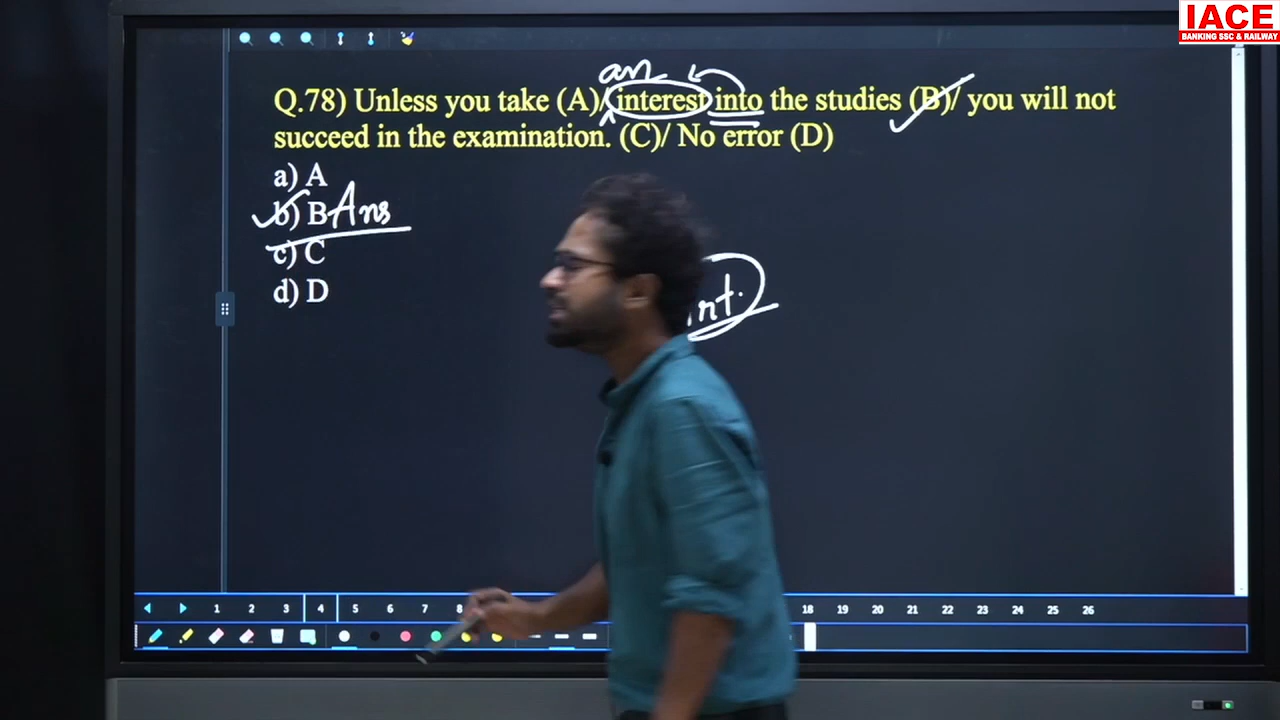 IACE
BANKING SSC & RAILWAY
an
Q.78) Unless you take (A)/ interest into the studies (B)/ you will not
succeed in the examination. (C)/ No error (D)
a) A
b) B Ans
c) C
d) D
1 2 3 4 5 6 7 8 18 19 20 21 22 23 24 25 26